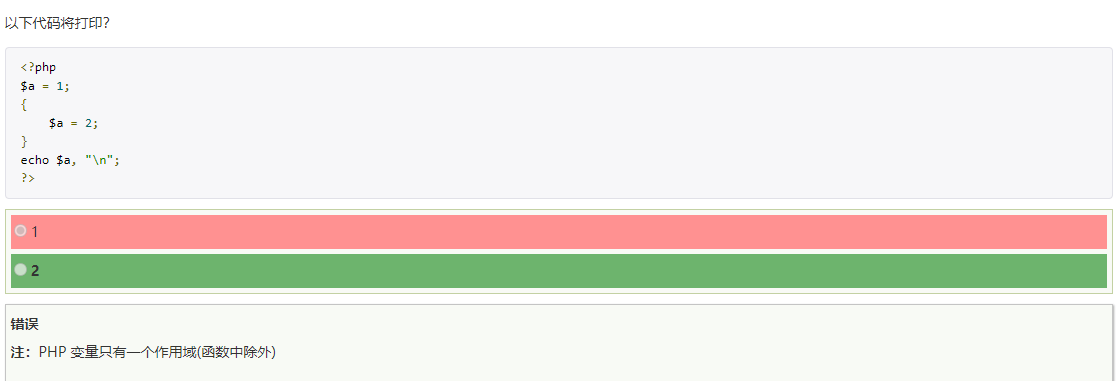 以下代码将打印？
<?php
$a = 1;
{
    $a = 2;
}
echo $a, "\n";
?>
1
2
错误
注：PHP 变量只有一个作用域(函数中除外)